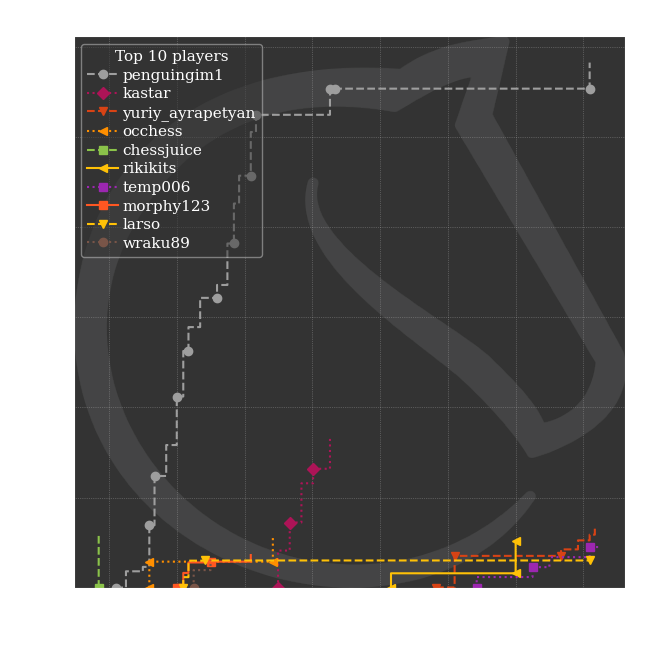 Top 10 players
penguingim1
kastar
yuriy_ayrapetyan
occhess
chessjuice
rikikits
temp006
morphy123
larso
wraku89